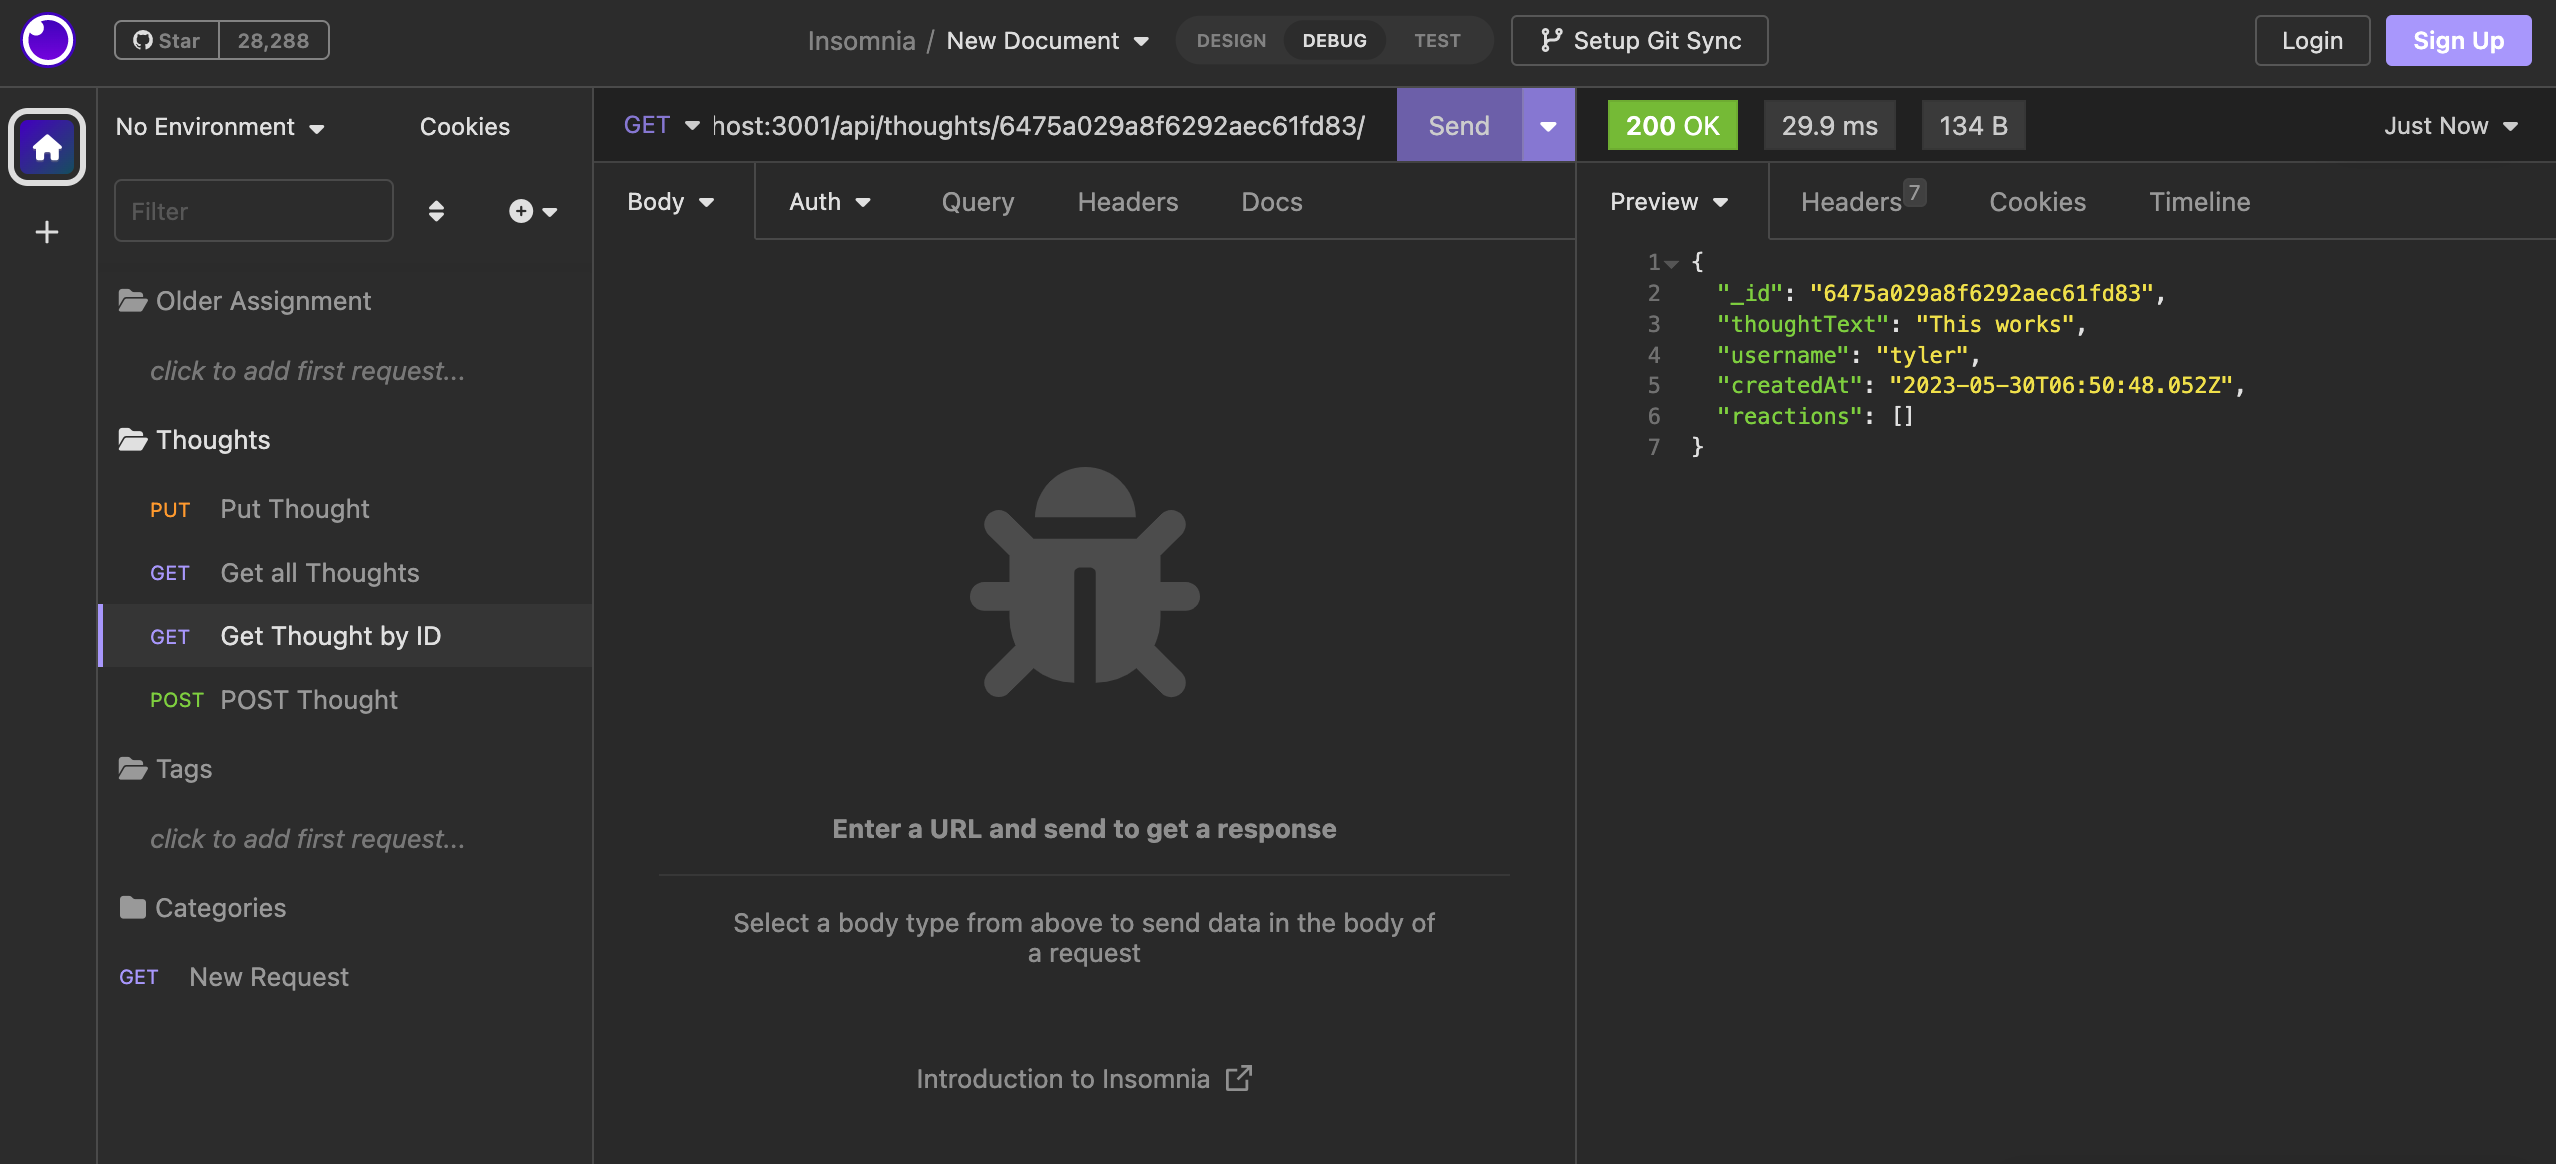 Star 28,288
Insomnia / New Document
DESIGN DEBUG TEST
Setup Git Sync
Login
Sign Up
No Environment
Cookies
Filter
Older Assignment
click to add first request...
Thoughts
PUT Put Thought
GET Get all Thoughts
GET Get Thought by ID
POST POST Thought
Tags
click to add first request...
Categories
GET New Request
GET host:3001/api/thoughts/6475a029a8f6292aec61fd83/
Send
Body Auth Query Headers Docs
Enter a URL and send to get a response
Select a body type from above to send data in the body of
a request
Introduction to Insomnia
200 OK 29.9 ms 134 B Just Now
Preview Headers 7 Cookies Timeline
1 {
2 "_id": "6475a029a8f6292aec61fd83",
3 "thoughtText": "This works",
4 "username": "tyler",
5 "createdAt": "2023-05-30T06:50:48.052Z",
6 "reactions": []
7 }